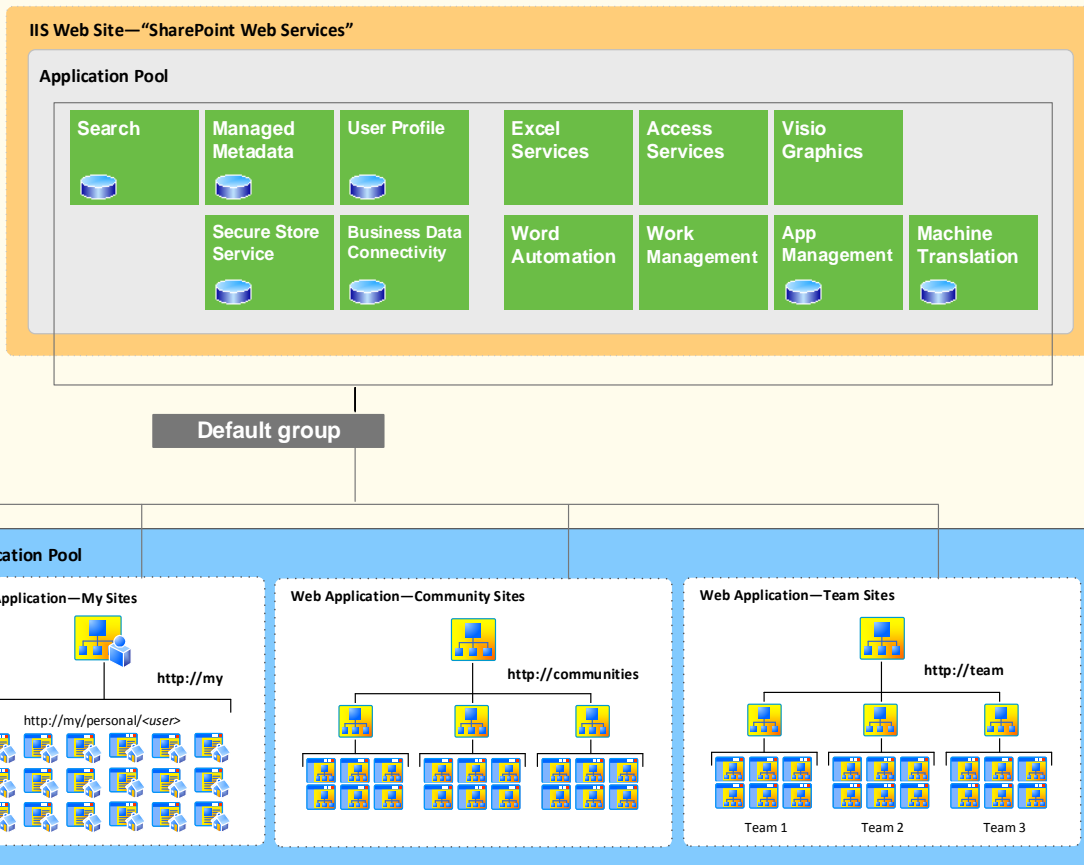 IIS Web Site—“SharePoint Web Services”
Application Pool
Search
Managed
Metadata
User Profile
Excel
Services
Access
Services
Visio
Graphics
Secure Store
Service
Business Data
Connectivity
Word
Automation
Work
Management
App
Management
Machine
Translation
Default group
cation Pool
Application—My Sites
http://my
http://my/personal/<user>
Web Application—Community Sites
http://communities
Web Application—Team Sites
http://team
Team 1
Team 2
Team 3